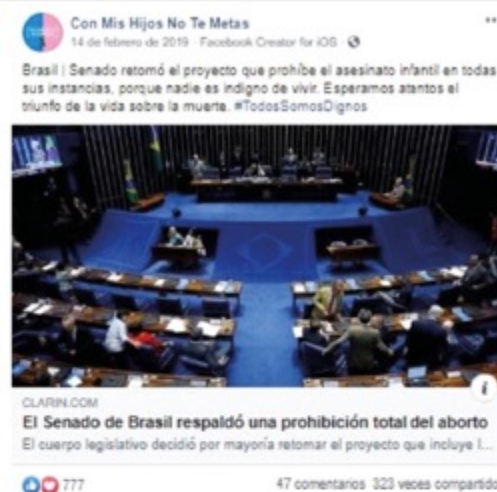 Con Mis Hijos No Te Metas
14 de febrero de 2019 · Facebook Creator for iOS ·
Brasil | Senado retomó el proyecto que prohíbe el asesinato infantil en todas
sus instancias, porque nadie es indigno de vivir. Esperamos atentos el
triunfo de la vida sobre la muerte. #TodosSomosDignos
CLARIN.COM
El Senado de Brasil respaldó una prohibición total del aborto
El cuerpo legislativo decidió por mayoría retomar el proyecto que incluye l...
777
47 comentarios 323 veces compartido